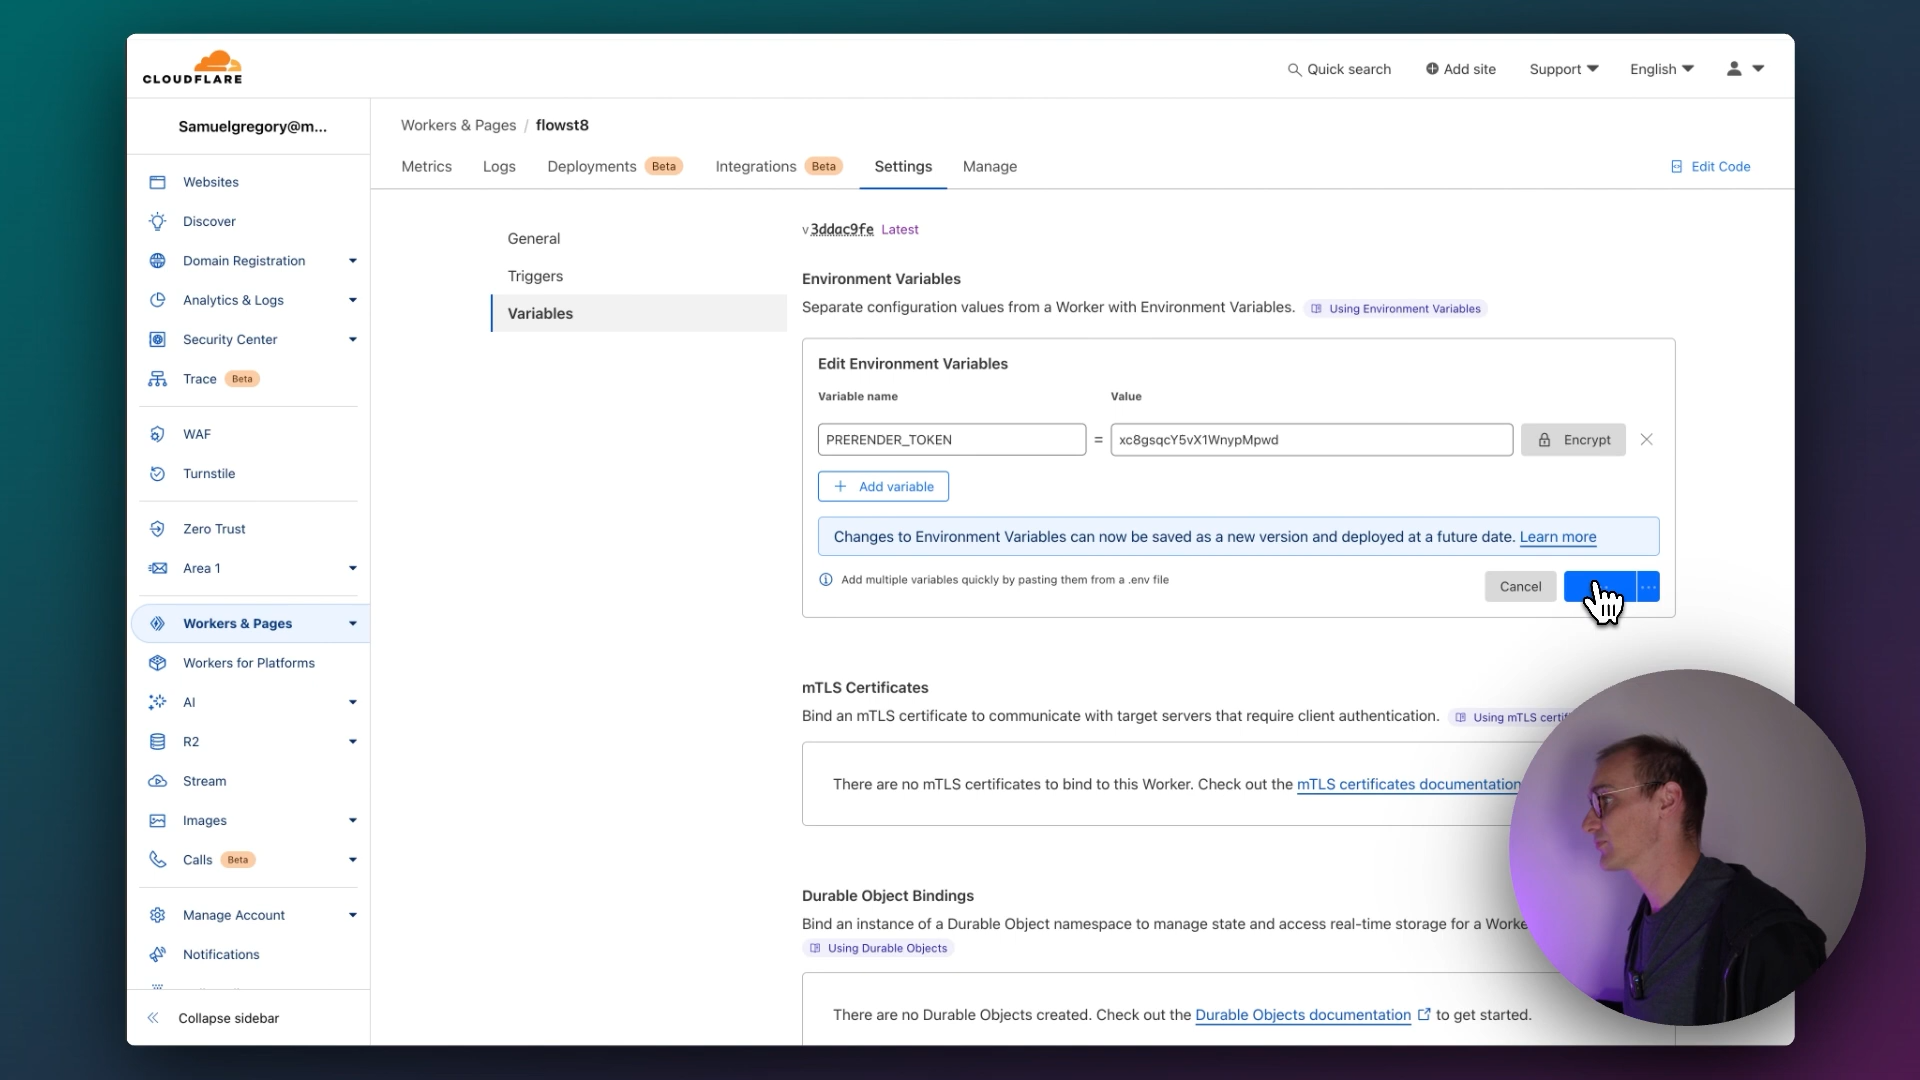 CLOUDFLARE
Quick search
Add site
Support
English
Samuelgregory@m...
Websites
Discover
Domain Registration
Analytics & Logs
Security Center
Trace Beta
WAF
Turnstile
Zero Trust
Area 1
Workers & Pages
Workers for Platforms
AI
R2
Stream
Images
Calls Beta
Manage Account
Notifications
Collapse sidebar
Workers & Pages / flowst8
Metrics
Logs
Deployments Beta
Integrations Beta
Settings
Manage
Edit Code
General
Triggers
Variables
v 3ddac9fe Latest
Environment Variables
Separate configuration values from a Worker with Environment Variables. Using Environment Variables
Edit Environment Variables
Variable name Value
PRERENDER_TOKEN = xc8gsqcY5vX1WnypMpwd Encrypt
+ Add variable
Changes to Environment Variables can now be saved as a new version and deployed at a future date. Learn more
Add multiple variables quickly by pasting them from a .env file
Cancel
mTLS Certificates
Bind an mTLS certificate to communicate with target servers that require client authentication. Using mTLS
There are no mTLS certificates to bind to this Worker. Check out the mTLS certificates documentation
Durable Object Bindings
Bind an instance of a Durable Object namespace to manage state and access real-time storage for a
Using Durable Objects
There are no Durable Objects created. Check out the Durable Objects documentation to get started.